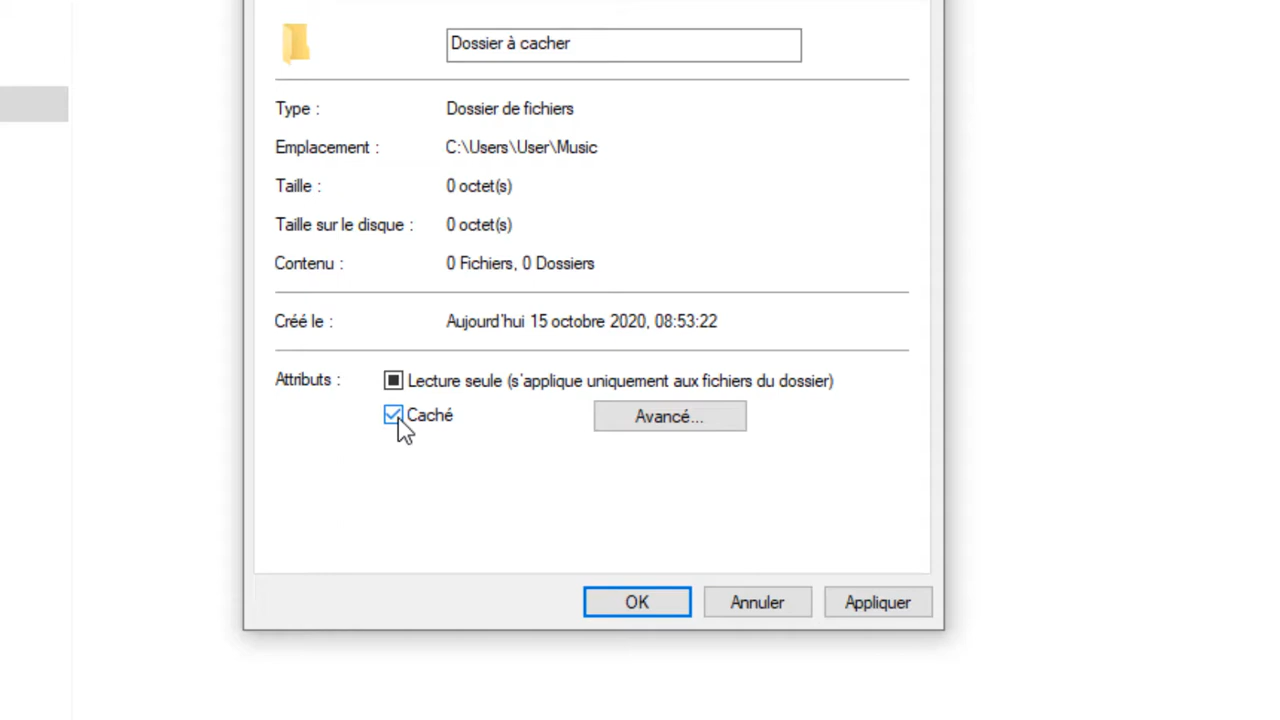 Dossier à cacher
Type :	Dossier de fichiers
Emplacement :	C:\Users\User\Music
Taille :	0 octet(s)
Taille sur le disque :	0 octet(s)
Contenu :	0 Fichiers, 0 Dossiers
Créé le :	Aujourd'hui 15 octobre 2020, 08:53:22
Attributs :	Lecture seule (s'applique uniquement aux fichiers du dossier)
Caché	Avancé...
OK	Annuler	Appliquer